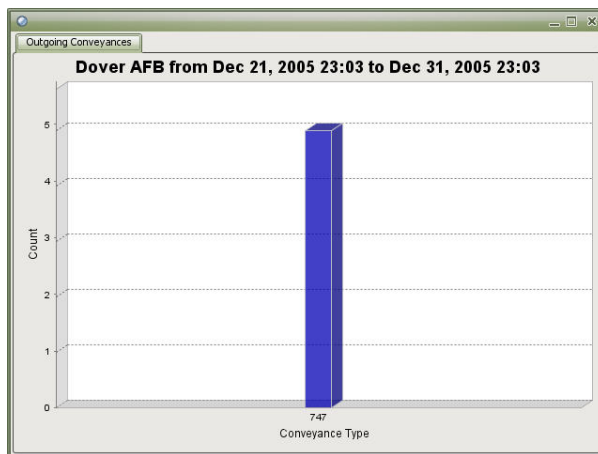 Outgoing Conveyances
Dover AFB from Dec 21, 2005 23:03 to Dec 31, 2005 23:03
5
4
3
2
1
0
Count
747
Conveyance Type